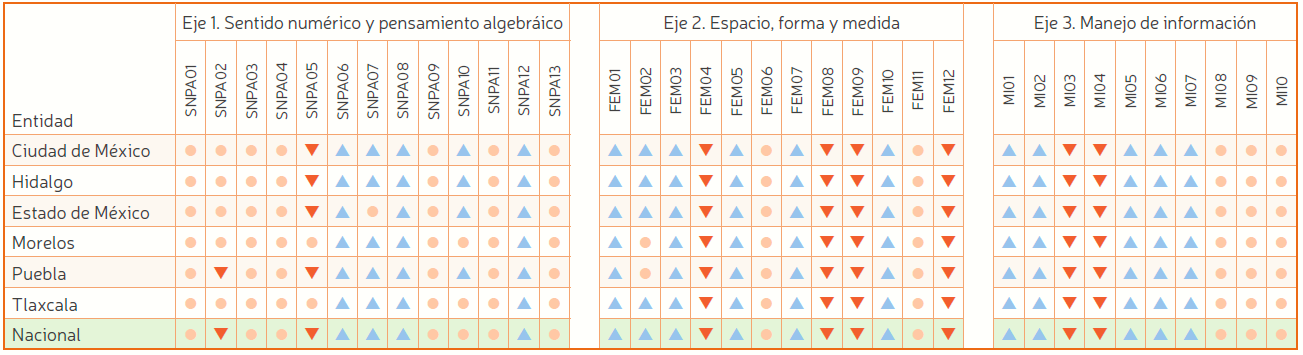 Eje 1. Sentido numérico y pensamiento algebráico Eje 2. Espacio, forma y medida Eje 3. Manejo de información
Entidad SNPA01 SNPA02 SNPA03 SNPA04 SNPA05 SNPA06 SNPA07 SNPA08 SNPA09 SNPA10 SNPA11 SNPA12 SNPA13 FEM01 FEM02 FEM03 FEM04 FEM05 FEM06 FEM07 FEM08 FEM09 FEM10 FEM11 FEM12 MI01 MI02 MI03 MI04 MI05 MI06 MI07 MI08 MI09 MI10
Ciudad de México
Hidalgo
Estado de México
Morelos
Puebla
Tlaxcala
Nacional